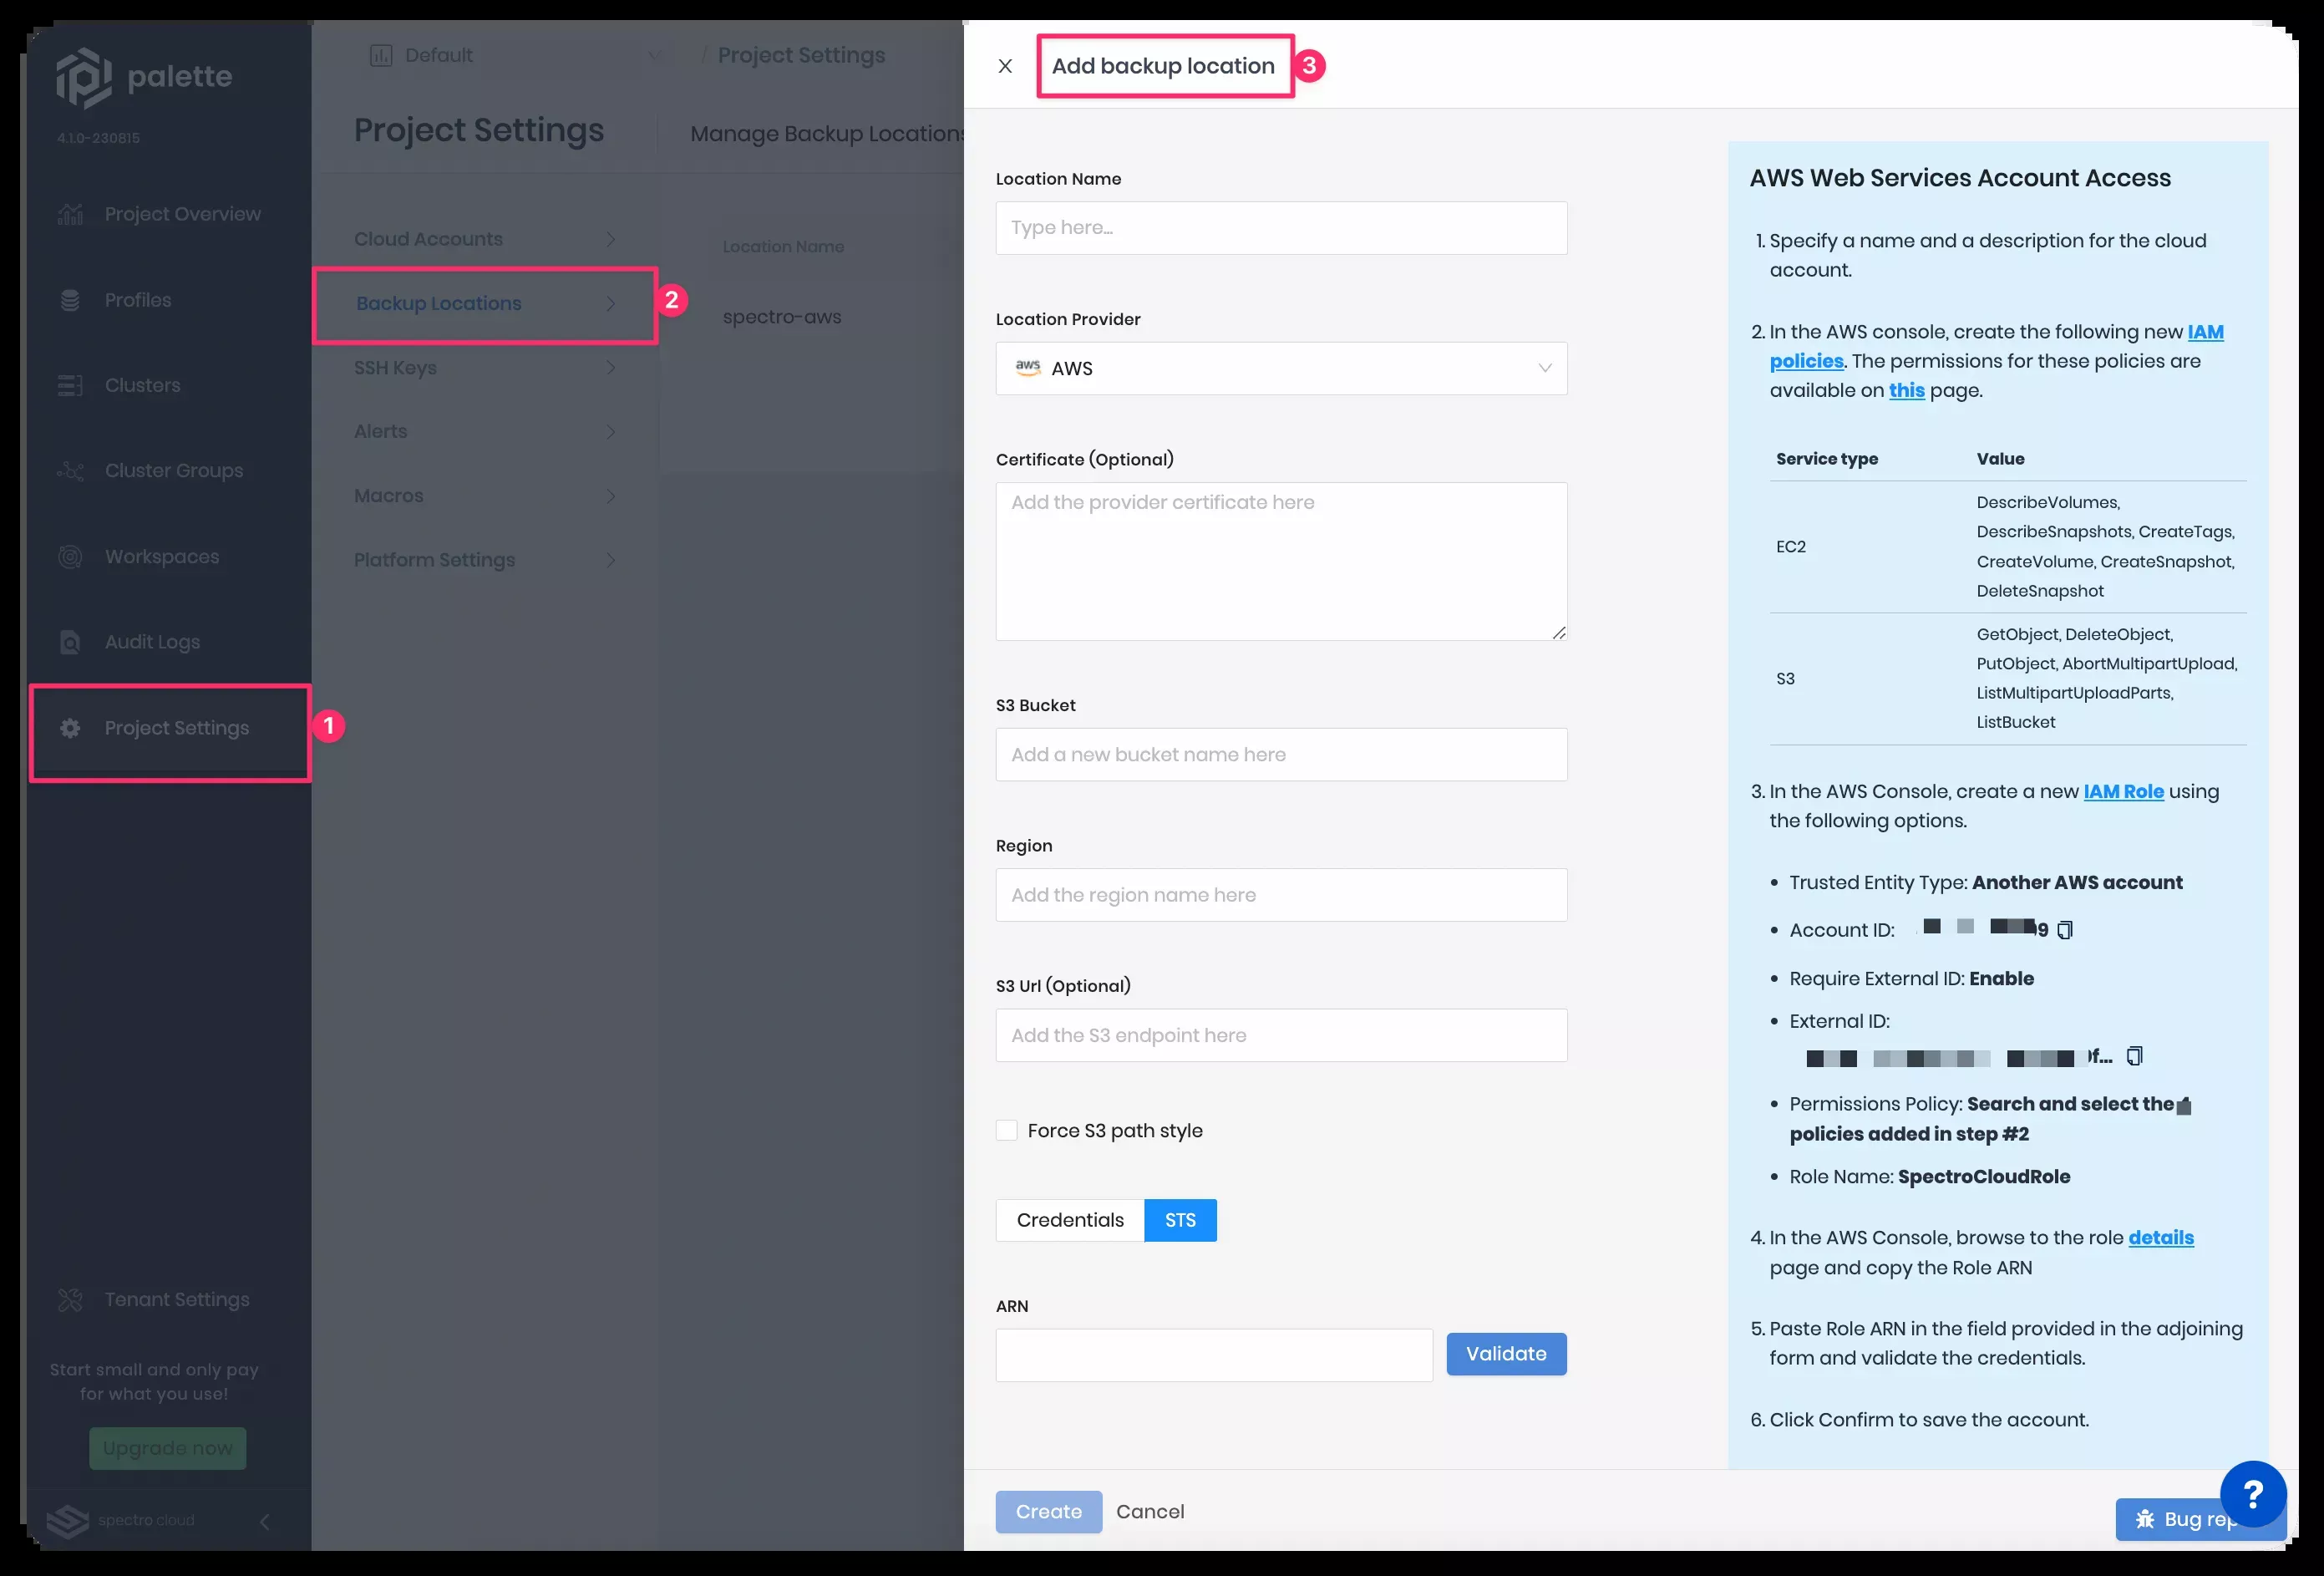 palette
4.1.0-230815
Project Overview
Profiles
Clusters
Cluster Groups
Workspaces
Audit Logs
Project Settings
1
Tenant Settings
Start small and only pay
for what you use!
Upgrade now
spectro cloud
Default
/ Project Settings
Project Settings
Manage Backup Locations
Cloud Accounts
Backup Locations
2
SSH Keys
Alerts
Macros
Platform Settings
Location Name
spectro-aws
Add backup location
3
Location Name
Type here...
Location Provider
aws AWS
Certificate (Optional)
Add the provider certificate here
S3 Bucket
Add a new bucket name here
Region
Add the region name here
S3 Url (Optional)
Add the S3 endpoint here
Force S3 path style
Credentials STS
ARN
Validate
Create Cancel
AWS Web Services Account Access
1. Specify a name and a description for the cloud
account.
2. In the AWS console, create the following new IAM
policies. The permissions for these policies are
available on this page.
Service type Value
EC2
DescribeVolumes,
DescribeSnapshots, CreateTags,
CreateVolume, CreateSnapshot,
DeleteSnapshot
S3
GetObject, DeleteObject,
PutObject, AbortMultipartUpload,
ListMultipartUploadParts,
ListBucket
3. In the AWS Console, create a new IAM Role using
the following options.
• Trusted Entity Type: Another AWS account
• Account ID: 9
• Require External ID: Enable
• External ID:
f...
• Permissions Policy: Search and select the
policies added in step #2
• Role Name: SpectroCloudRole
4. In the AWS Console, browse to the role details
page and copy the Role ARN
5. Paste Role ARN in the field provided in the adjoining
form and validate the credentials.
6. Click Confirm to save the account.
?
Bug rep